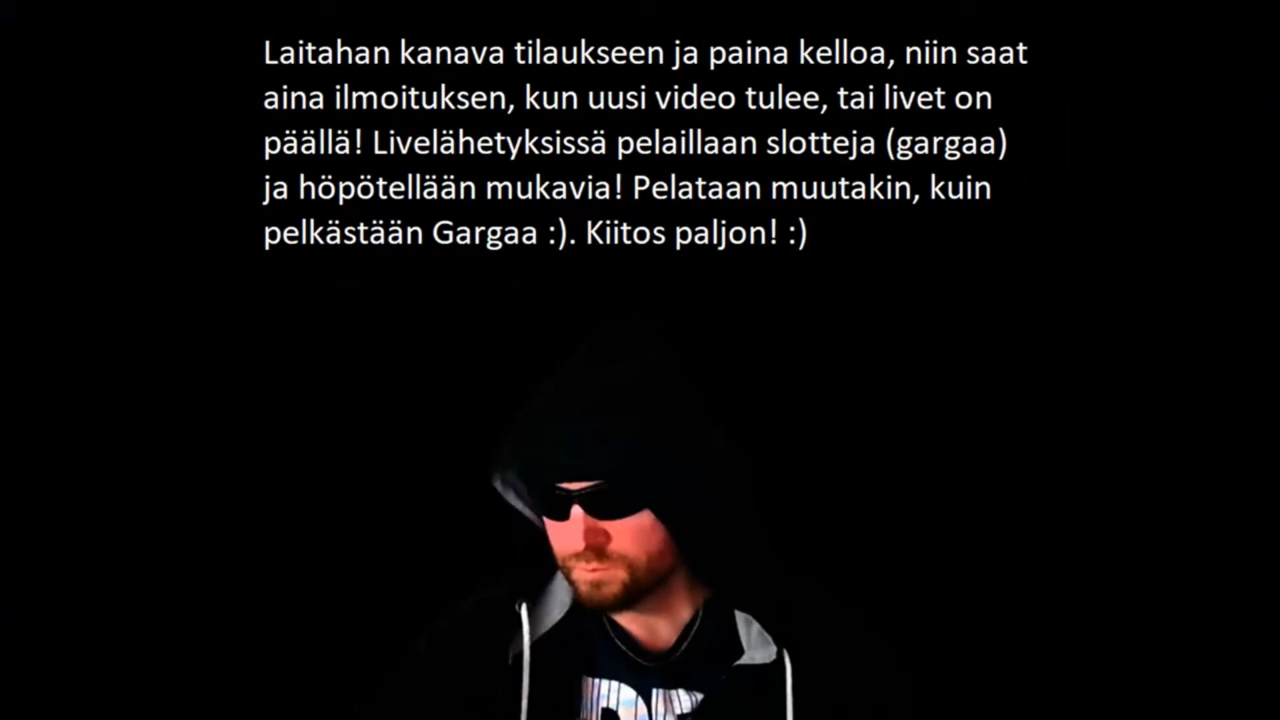 Laitahan kanava tilaukseen ja paina kelloa, niin saat
aina ilmoituksen, kun uusi video tulee, tai livet on
päällä! Livelähetyksissä pelaillaan slotteja (gargaa)
ja höpötellään mukavia! Pelataan muutakin, kuin
pelkästään Gargaa :). Kiitos paljon! :)